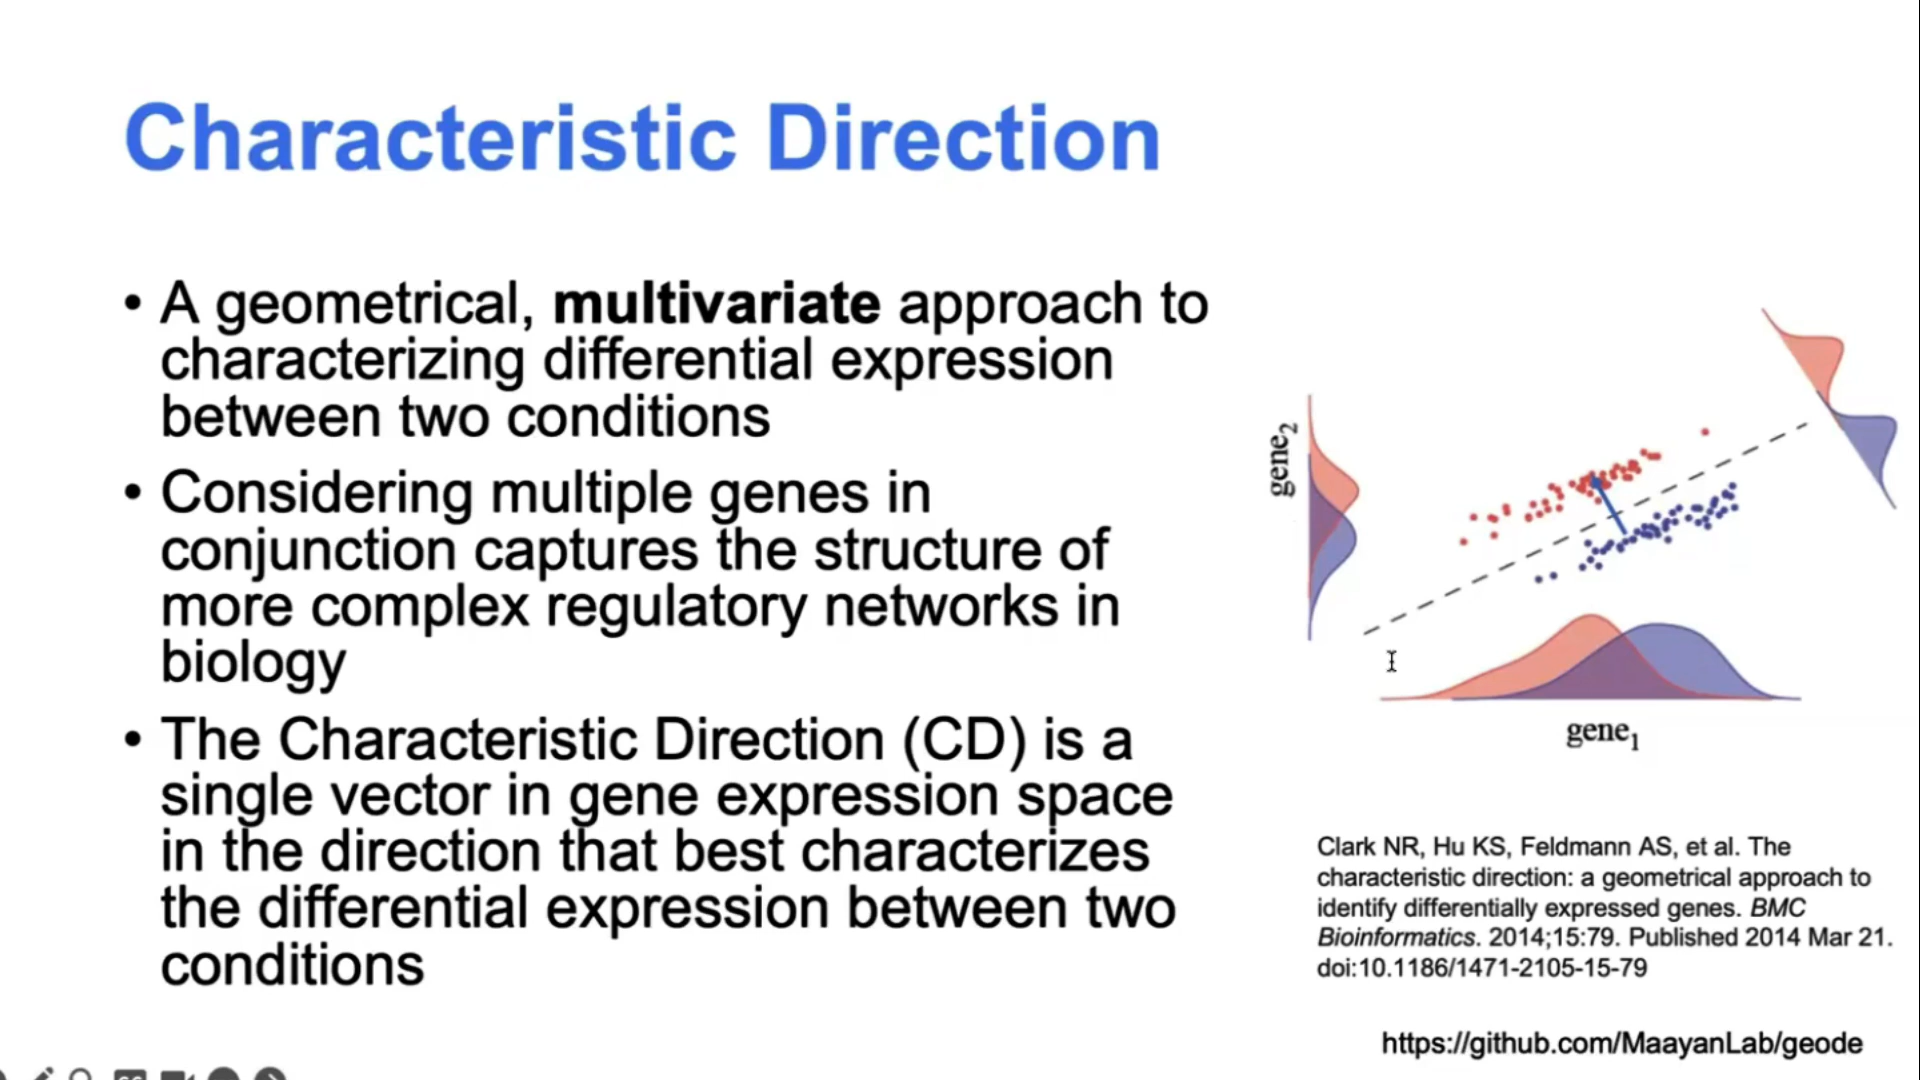 Characteristic Direction
• A geometrical, multivariate approach to
characterizing differential expression
between two conditions
• Considering multiple genes in
conjunction captures the structure of
more complex regulatory networks in
biology
• The Characteristic Direction (CD) is a
single vector in gene expression space
in the direction that best characterizes
the differential expression between two
conditions
gene2
gene1
Clark NR, Hu KS, Feldmann AS, et al. The
characteristic direction: a geometrical approach to
identify differentially expressed genes. BMC
Bioinformatics. 2014;15:79. Published 2014 Mar 21.
doi:10.1186/1471-2105-15-79
https://github.com/MaayanLab/geode